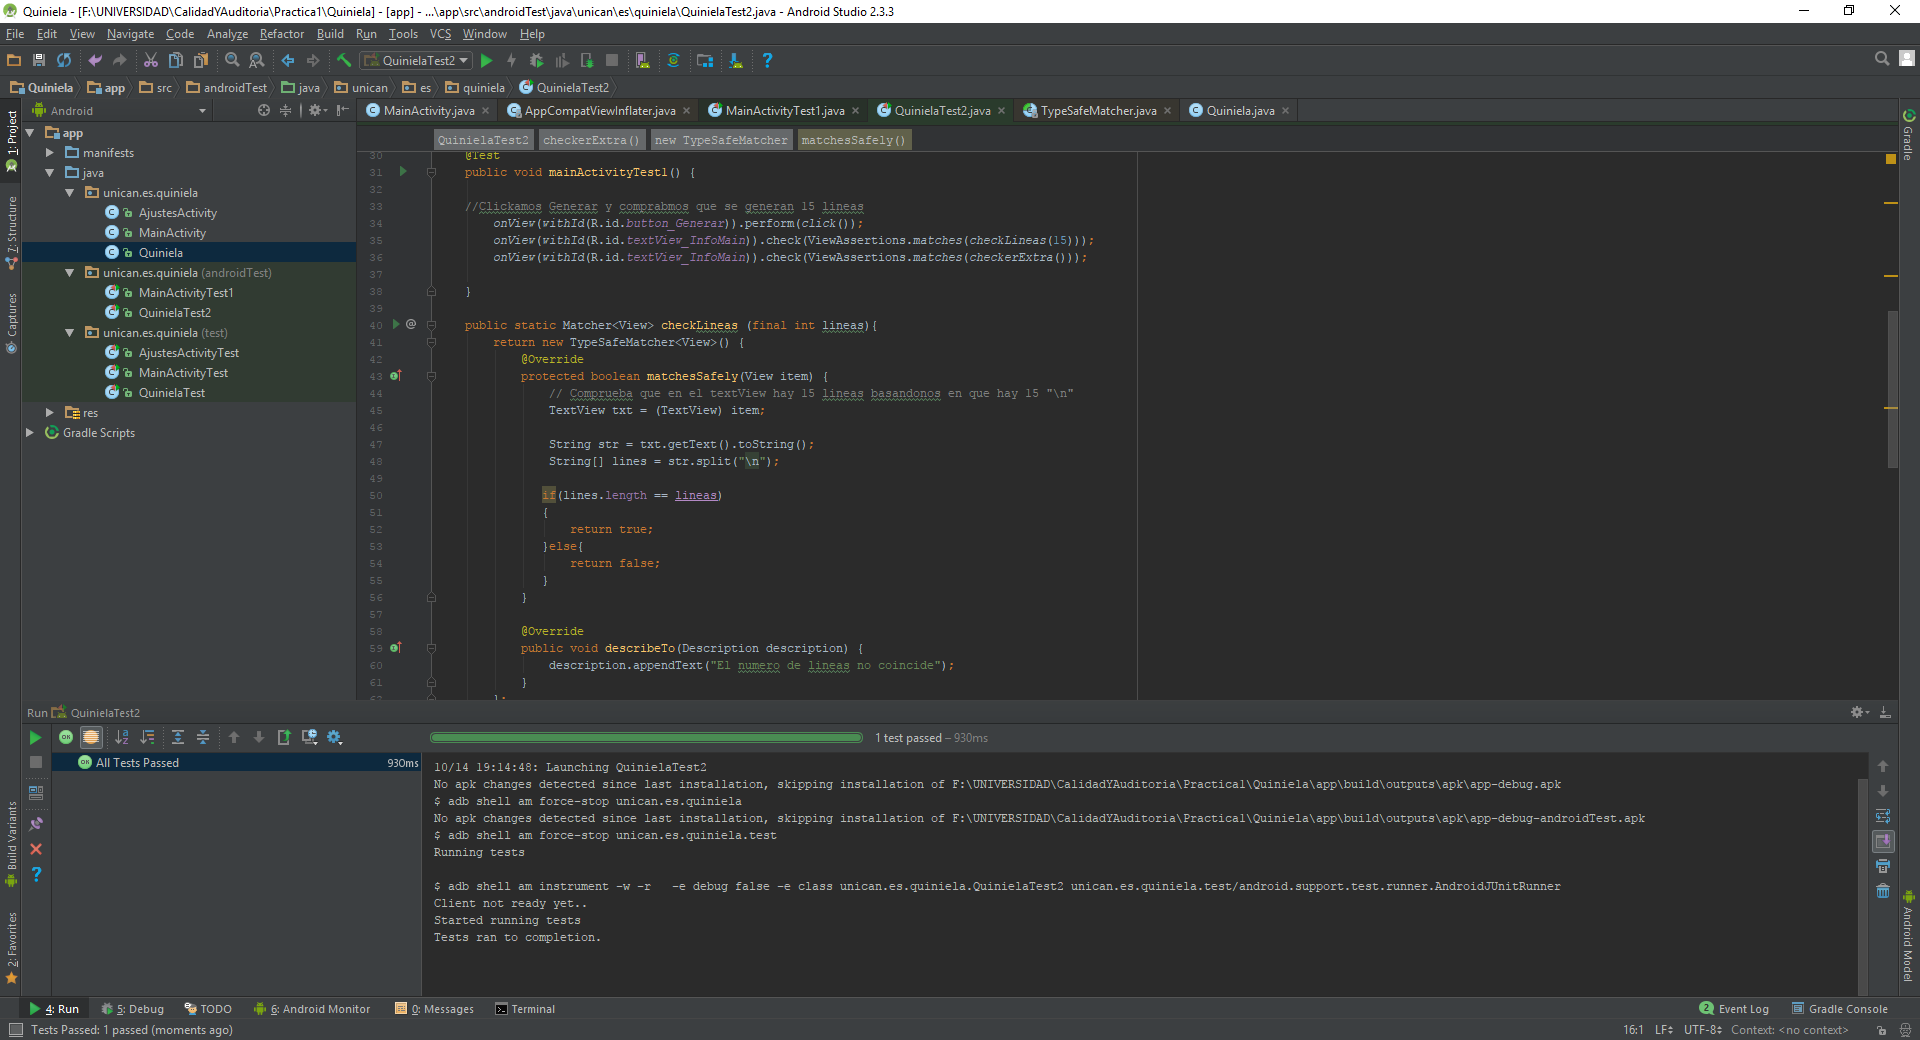 Quiniela - [F:\UNIVERSIDAD\CalidadYAuditoria\Practica1\Quiniela] - [app] - ...\app\src\androidTest\java\unican\es\quiniela\QuinielaTest2.java - Android Studio 2.3.3
File Edit View Navigate Code Analyze Refactor Build Run Tools VCS Window Help
QuinielaTest2
Quiniela app src androidTest java unican es quiniela QuinielaTest2
Android
MainActivity.java AppCompatViewInflater.java MainActivityTest1.java QuinielaTest2.java TypeSafeMatcher.java Quiniela.java
QuinielaTest2 checkerExtra() new TypeSafeMatcher matchesSafely()
1: Project
7: Structure
Captures
Build Variants
2: Favorites
app
manifests
java
unican.es.quiniela
AjustesActivity
MainActivity
Quiniela
unican.es.quiniela (androidTest)
MainActivityTest1
QuinielaTest2
unican.es.quiniela (test)
AjustesActivityTest
MainActivityTest
QuinielaTest
res
Gradle Scripts
30 @Test
31 public void mainActivityTest1() {
32
33 //Clickamos Generar y comprabmos que se generan 15 lineas
34 onView(withId(R.id.button_Generar)).perform(click());
35 onView(withId(R.id.textView_InfoMain)).check(ViewAssertions.matches(checkLineas(15)));
36 onView(withId(R.id.textView_InfoMain)).check(ViewAssertions.matches(checkerExtra()));
37
38 }
39
40 public static Matcher<View> checkLineas (final int lineas){
41 return new TypeSafeMatcher<View>() {
42 @Override
43 protected boolean matchesSafely(View item) {
44 // Comprueba que en el textView hay 15 lineas basandonos en que hay 15 "\n"
45 TextView txt = (TextView) item;
46
47 String str = txt.getText().toString();
48 String[] lines = str.split("\n");
49
50 if(lines.length == lineas)
51 {
52 return true;
53 }else{
54 return false;
55 }
56 }
57
58 @Override
59 public void describeTo(Description description) {
60 description.appendText("El numero de lineas no coincide");
61 }
62 };
Gradle
Android Model
Run QuinielaTest2
1 test passed – 930ms
All Tests Passed 930ms
10/14 19:14:48: Launching QuinielaTest2
No apk changes detected since last installation, skipping installation of F:\UNIVERSIDAD\CalidadYAuditoria\Practica1\Quiniela\app\build\outputs\apk\app-debug.apk
$ adb shell am force-stop unican.es.quiniela
No apk changes detected since last installation, skipping installation of F:\UNIVERSIDAD\CalidadYAuditoria\Practica1\Quiniela\app\build\outputs\apk\app-debug-androidTest.apk
$ adb shell am force-stop unican.es.quiniela.test
Running tests
$ adb shell am instrument -w -r   -e debug false -e class unican.es.quiniela.QuinielaTest2 unican.es.quiniela.test/android.support.test.runner.AndroidJUnitRunner
Client not ready yet..
Started running tests
Tests ran to completion.
4: Run 5: Debug TODO 6: Android Monitor 0: Messages Terminal 2 Event Log Gradle Console
Tests Passed: 1 passed (moments ago) 16:1 LF UTF-8 Context: <no context>